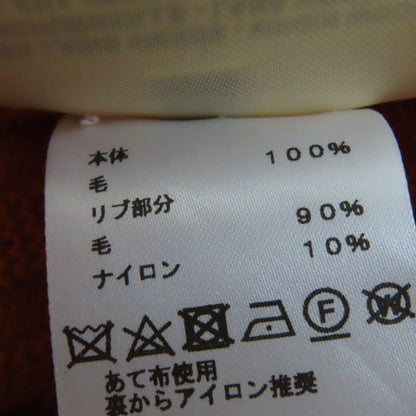 本体
毛 100%
リブ部分
毛 90%
ナイロン 10%
F W
あて布使用
裏からアイロン推奨